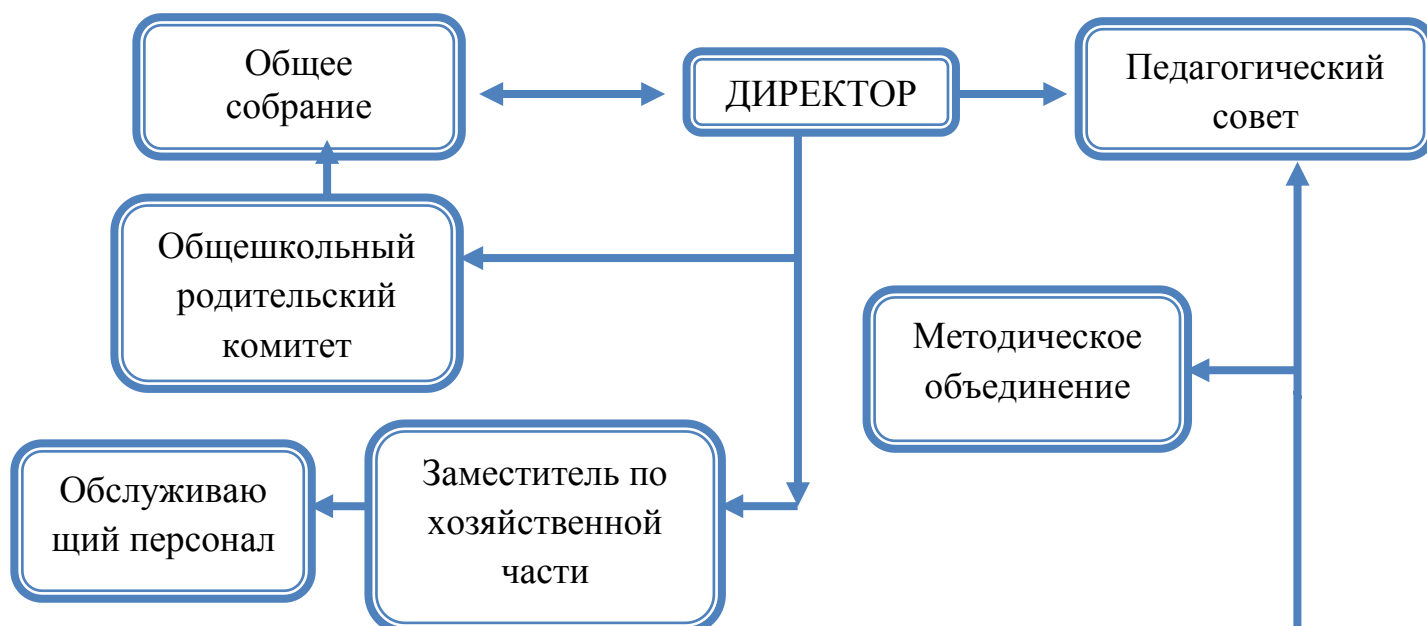 Общее
собрание
ДИРЕКТОР
Педагогический
совет
Общешкольный
родительский
комитет
Методическое
объединение
Заместитель по
хозяйственной
части
Обслуживаю
щий персонал